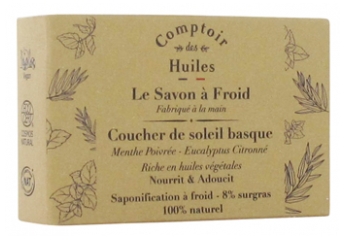 Comptoir
des
Huiles
Le Savon à Froid
Fabriqué à la main
Coucher de soleil basque
Menthe Poivrée - Eucalyptus Citronné
Riche en huiles végétales
Nourrit & Adoucit
Saponification à froid - 8% surgras
100% naturel